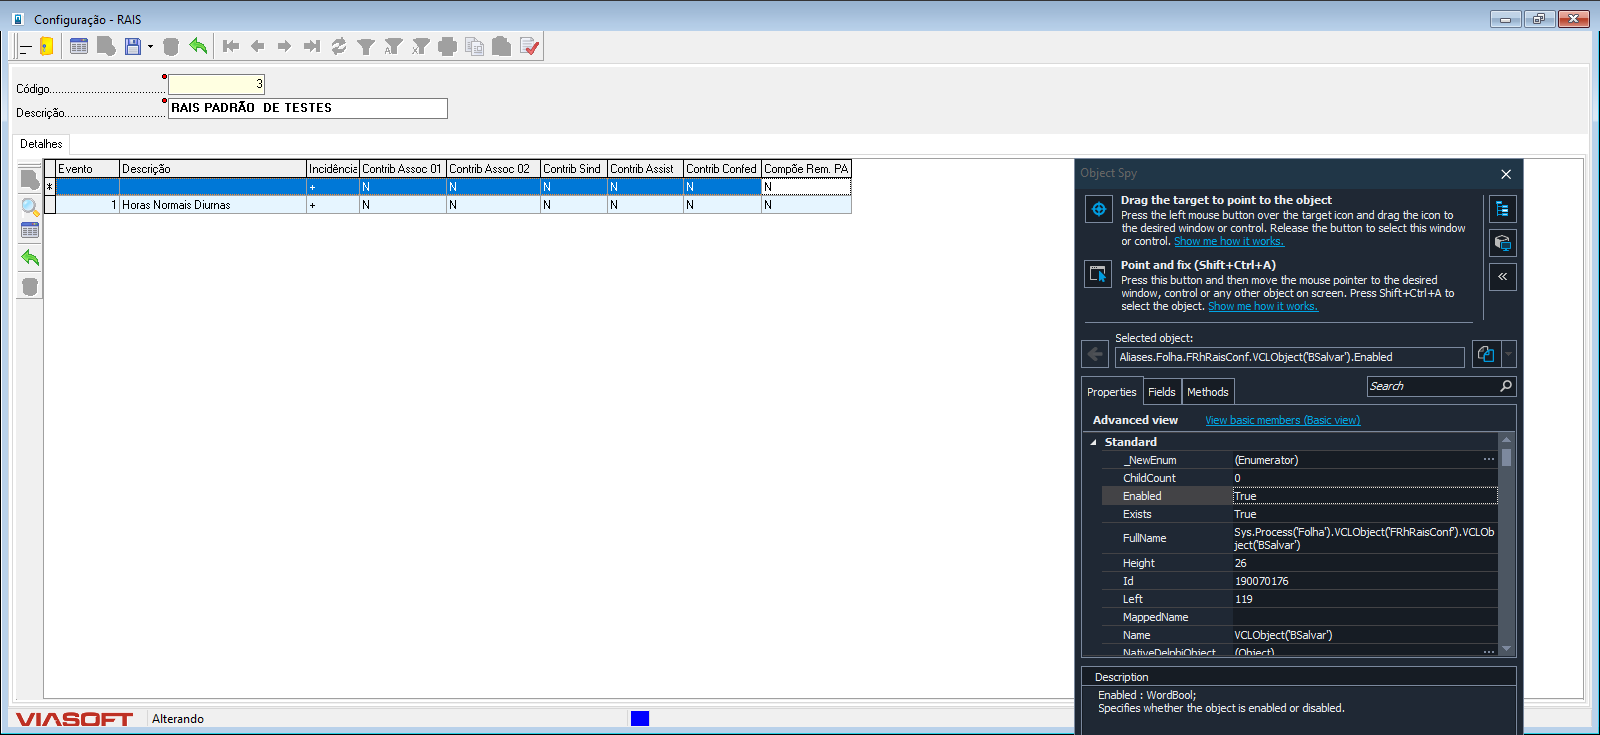 Configuração - RAIS
Código
3
Descrição
RAIS PADRÃO DE TESTES
Detalhes
Evento Descrição Incidência Contrib Assoc 01 Contrib Assoc 02 Contrib Sind Contrib Assist Contrib Confed Compõe Rem. PA
* + N N N N N N
1 Horas Normais Diurnas + N N N N N N
Object Spy
Drag the target to point to the object
Press the left mouse button over the target icon and drag the icon to
the desired window or control. Release the button to select this window
or control. Show me how it works.
Point and fix (Shift+Ctrl+A)
Press this button and then move the mouse pointer to the desired
window, control or any other object on screen. Press Shift+Ctrl+A to
select the object. Show me how it works.
Selected object:
Aliases.Folha.FRhRaisConf.VCLObject('BSalvar').Enabled
Properties Fields Methods
Search
Advanced view View basic members (Basic view)
Standard
_NewEnum (Enumerator)
ChildCount 0
Enabled True
Exists True
FullName Sys.Process('Folha').VCLObject('FRhRaisConf').VCLOb
ject('BSalvar')
Height 26
Id 190070176
Left 119
MappedName
Name VCLObject('BSalvar')
NativeDelphiObject (Object)
Description
Enabled : WordBool;
Specifies whether the object is enabled or disabled.
VIASOFT Alterando